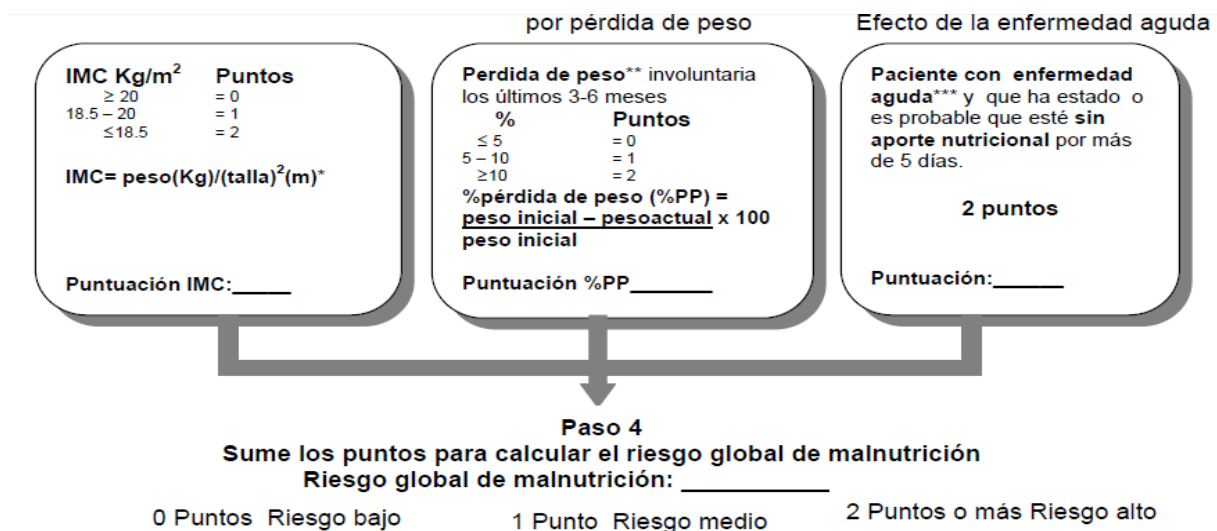 por pérdida de peso
Efecto de la enfermedad aguda
IMC Kg/m² Puntos
≥ 20 = 0
18.5 – 20 = 1
≤18.5 = 2
IMC= peso(Kg)/(talla)²(m)*
Puntuación IMC:_____
Perdida de peso** involuntaria
los últimos 3-6 meses
% Puntos
≤ 5 = 0
5 – 10 = 1
≥10 = 2
%pérdida de peso (%PP) =
peso inicial – pesoactual x 100
peso inicial
Puntuación %PP_______
Paciente con enfermedad
aguda*** y que ha estado o
es probable que esté sin
aporte nutricional por más
de 5 días.
2 puntos
Puntuación:______
Paso 4
Sume los puntos para calcular el riesgo global de malnutrición
Riesgo global de malnutrición: ___________
0 Puntos Riesgo bajo
1 Punto Riesgo medio
2 Puntos o más Riesgo alto